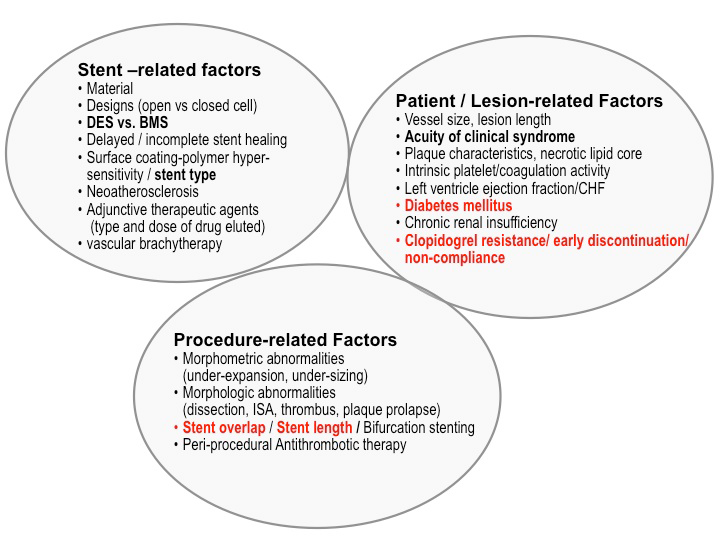 Stent –related factors
• Material
• Designs (open vs closed cell)
• DES vs. BMS
• Delayed / incomplete stent healing
• Surface coating-polymer hyper-
sensitivity / stent type
• Neoatherosclerosis
• Adjunctive therapeutic agents
(type and dose of drug eluted)
• vascular brachytherapy
Patient / Lesion-related Factors
• Vessel size, lesion length
• Acuity of clinical syndrome
• Plaque characteristics, necrotic lipid core
• Intrinsic platelet/coagulation activity
• Left ventricle ejection fraction/CHF
• Diabetes mellitus
• Chronic renal insufficiency
• Clopidogrel resistance/ early discontinuation/
non-compliance
Procedure-related Factors
• Morphometric abnormalities
(under-expansion, under-sizing)
• Morphologic abnormalities
(dissection, ISA, thrombus, plaque prolapse)
• Stent overlap / Stent length / Bifurcation stenting
• Peri-procedural Antithrombotic therapy